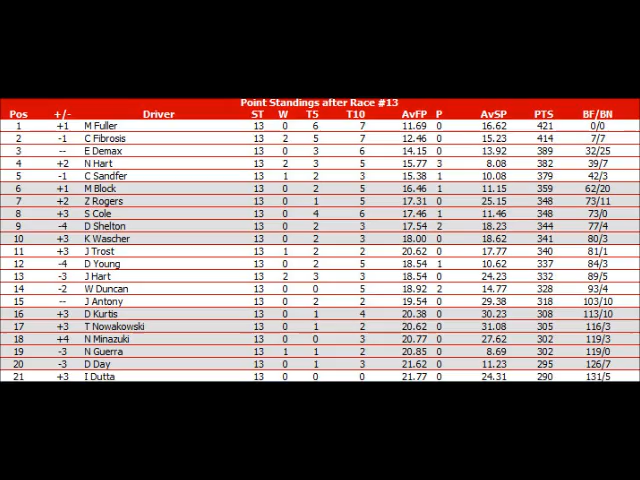 Point Standings after Race #13
Pos +/- Driver ST W T5 T10 AvFP P AvSP PTS BF/BN
1 +1 M Fuller 13 0 6 7 11.69 0 16.62 421 0/0
2 -1 C Fibrosis 13 2 5 7 12.46 0 15.23 414 7/7
3 -- E Demax 13 0 3 6 14.15 0 13.92 389 32/25
4 +2 N Hart 13 2 3 5 15.77 3 8.08 382 39/7
5 -1 C Sandfer 13 1 2 3 15.38 1 10.08 379 42/3
6 +1 M Block 13 0 2 5 16.46 1 11.15 359 62/20
7 +2 Z Rogers 13 0 1 5 17.31 0 25.15 348 73/11
8 +3 S Cole 13 0 4 6 17.46 1 11.46 348 73/0
9 -4 D Shelton 13 0 2 5 17.54 2 18.23 344 77/4
10 +3 K Wascher 13 0 2 3 18.00 0 18.62 341 80/3
11 +3 J Trost 13 1 2 2 20.62 0 17.77 340 81/1
12 -4 D Young 13 0 2 5 18.54 1 10.62 337 84/3
13 -3 J Hart 13 2 3 3 18.54 0 24.23 332 89/5
14 -2 W Duncan 13 0 0 5 18.92 2 14.77 328 93/4
15 -- J Antony 13 0 2 2 19.54 0 29.38 318 103/10
16 +3 D Kurtis 13 0 1 4 20.38 0 30.23 308 113/10
17 +3 T Nowakowski 13 0 1 2 20.62 0 31.08 305 116/3
18 +4 N Minazuki 13 0 0 3 20.77 0 27.62 302 119/3
19 -3 N Guerra 13 1 1 2 20.85 0 8.69 302 119/0
20 -3 D Day 13 0 1 3 21.62 0 11.23 295 126/7
21 +3 I Dutta 13 0 0 0 21.77 0 24.31 290 131/5